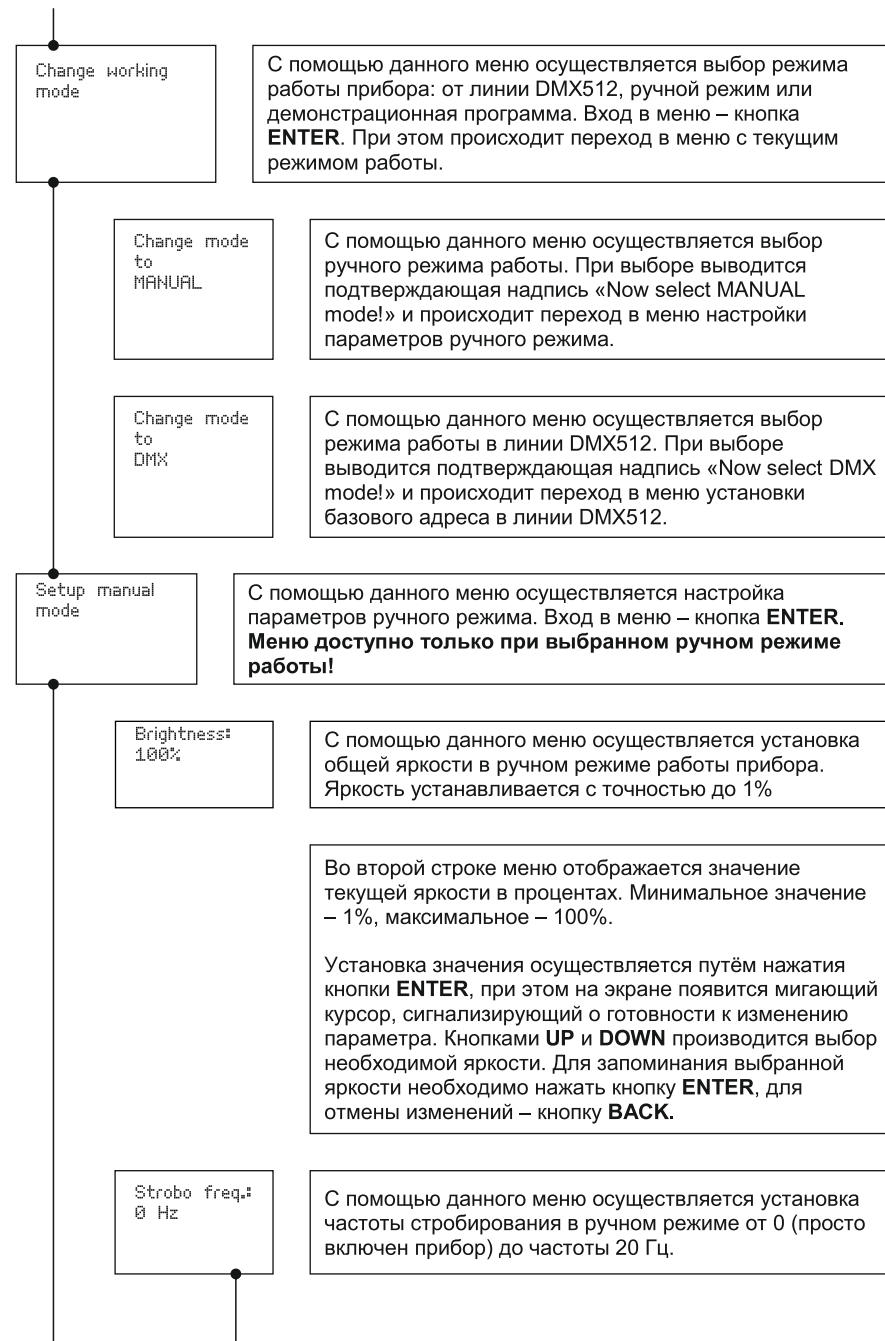 Change working
mode
С помощью данного меню осуществляется выбор режима
работы прибора: от линии DMX512, ручной режим или
демонстрационная программа. Вход в меню – кнопка
ENTER. При этом происходит переход в меню с текущим
режимом работы.
Change mode
to
MANUAL
С помощью данного меню осуществляется выбор
ручного режима работы. При выборе выводится
подтверждающая надпись «Now select MANUAL
mode!» и происходит переход в меню настройки
параметров ручного режима.
Change mode
to
DMX
С помощью данного меню осуществляется выбор
режима работы в линии DMX512. При выборе
выводится подтверждающая надпись «Now select DMX
mode!» и происходит переход в меню установки
базового адреса в линии DMX512.
Setup manual
mode
С помощью данного меню осуществляется настройка
параметров ручного режима. Вход в меню – кнопка ENTER.
Меню доступно только при выбранном ручном режиме
работы!
Brightness:
100%
С помощью данного меню осуществляется установка
общей яркости в ручном режиме работы прибора.
Яркость устанавливается с точностью до 1%
Во второй строке меню отображается значение
текущей яркости в процентах. Минимальное значение
– 1%, максимальное – 100%.
Установка значения осуществляется путём нажатия
кнопки ENTER, при этом на экране появится мигающий
курсор, сигнализирующий о готовности к изменению
параметра. Кнопками UP и DOWN производится выбор
необходимой яркости. Для запоминания выбранной
яркости необходимо нажать кнопку ENTER, для
отмены изменений – кнопку BACK.
Strobo freq.:
0 Hz
С помощью данного меню осуществляется установка
частоты стробирования в ручном режиме от 0 (просто
включен прибор) до частоты 20 Гц.